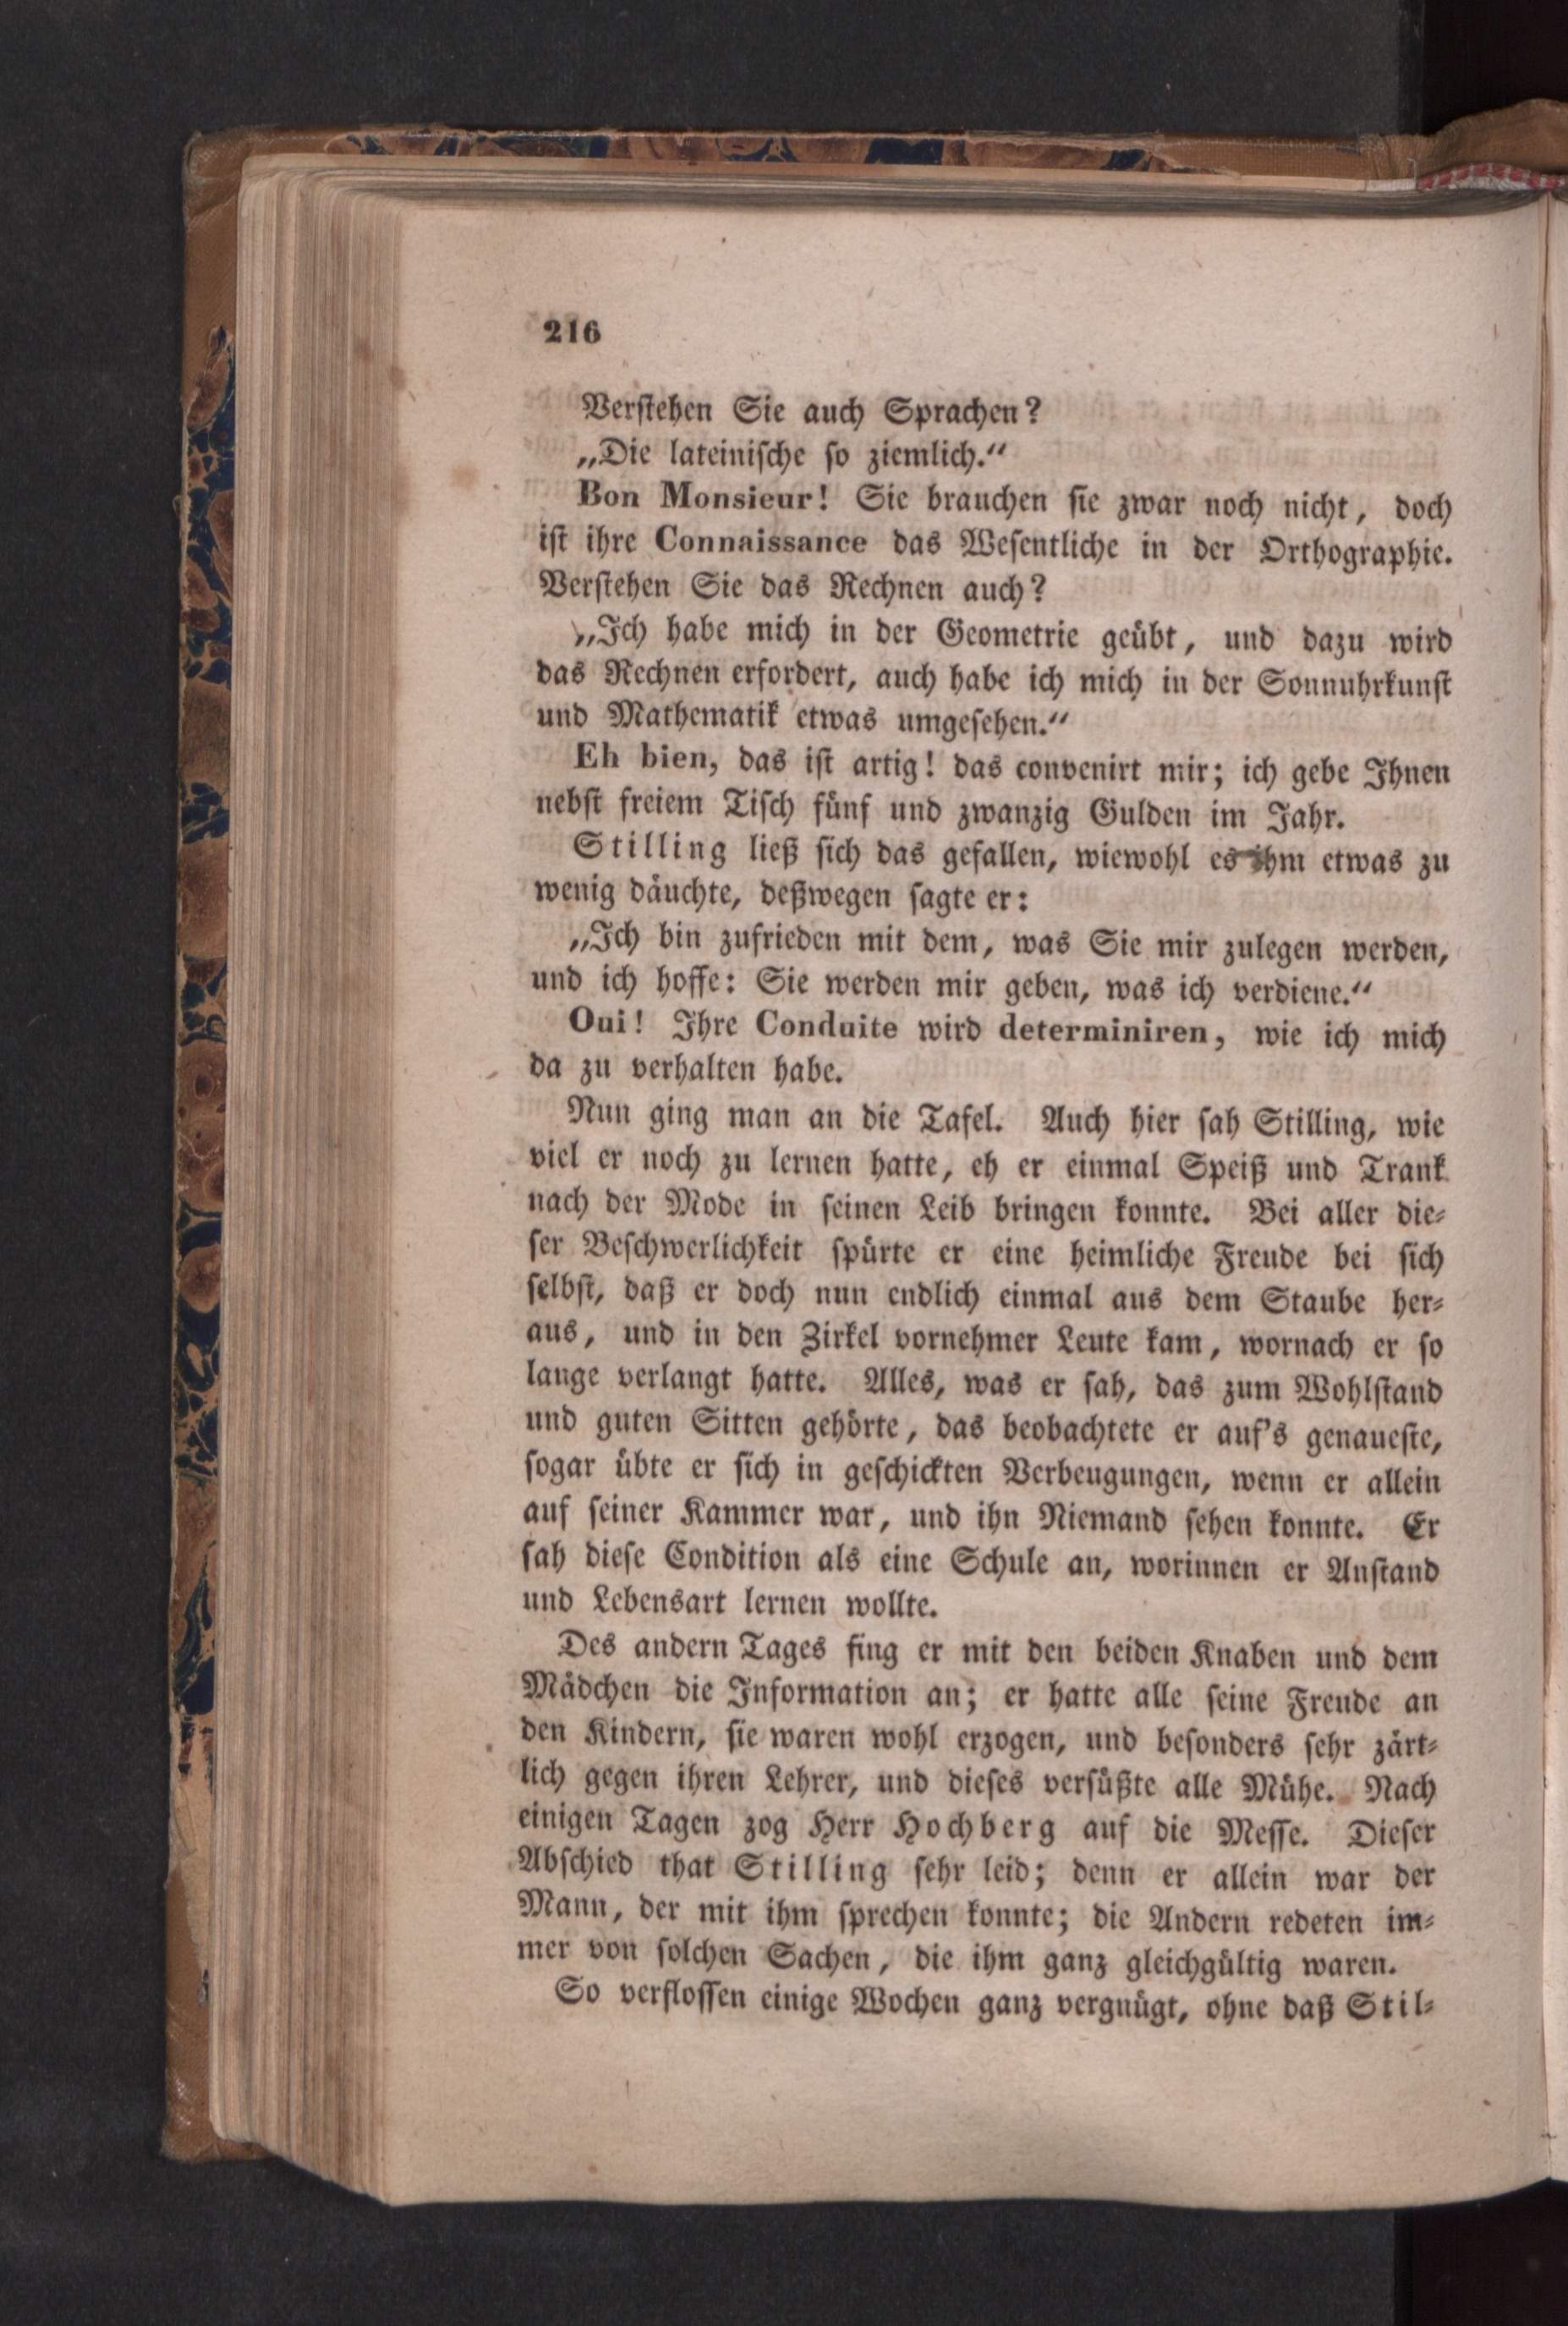 216
Verstehen Sie auch Sprachen?
„Die lateinische so ziemlich.“
Bon Monsieur! Sie brauchen sie zwar noch nicht, doch
ist ihre Connaissance das Wesentliche in der Orthographie.
Verstehen Sie das Rechnen auch?
„Ich habe mich in der Geometrie geübt, und dazu wird
das Rechnen erfordert, auch habe ich mich in der Sonnuhrkunst
und Mathematik etwas umgesehen.“
Eh bien, das ist artig! das convenirt mir; ich gebe Ihnen
nebst freiem Tisch fünf und zwanzig Gulden im Jahr.
Stilling ließ sich das gefallen, wiewohl es ihm etwas zu
wenig däuchte, deßwegen sagte er:
„Ich bin zufrieden mit dem, was Sie mir zulegen werden,
und ich hoffe: Sie werden mir geben, was ich verdiene.“
Oui! Ihre Conduite wird determiniren, wie ich mich
da zu verhalten habe.
Nun ging man an die Tafel. Auch hier sah Stilling, wie
viel er noch zu lernen hatte, eh er einmal Speiß und Trank
nach der Mode in seinen Leib bringen konnte. Bei aller die-
ser Beschwerlichkeit spürte er eine heimliche Freude bei sich
selbst, daß er doch nun endlich einmal aus dem Staube her-
aus, und in den Zirkel vornehmer Leute kam, wornach er so
lange verlangt hatte. Alles, was er sah, das zum Wohlstand
und guten Sitten gehörte, das beobachtete er auf's genaueste,
sogar übte er sich in geschickten Verbeugungen, wenn er allein
auf seiner Kammer war, und ihn Niemand sehen konnte. Er
sah diese Condition als eine Schule an, worinnen er Anstand
und Lebensart lernen wollte.
Des andern Tages fing er mit den beiden Knaben und dem
Mädchen die Information an; er hatte alle seine Freude an
den Kindern, sie waren wohl erzogen, und besonders sehr zärt-
lich gegen ihren Lehrer, und dieses versüßte alle Mühe. Nach
einigen Tagen zog Herr Hochberg auf die Messe. Dieser
Abschied that Stilling sehr leid; denn er allein war der
Mann, der mit ihm sprechen konnte; die Andern redeten im-
mer von solchen Sachen, die ihm ganz gleichgültig waren.
So verflossen einige Wochen ganz vergnügt, ohne daß Stil-